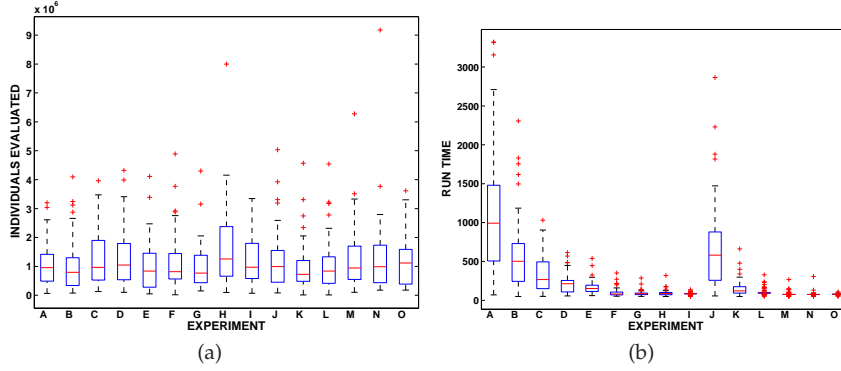 x 10^6
9
8
7
6
5
4
3
2
1
0
INDIVIDUALS EVALUATED
A B C D E F G H I J K L M N O
EXPERIMENT
(a)
3000
2500
2000
1500
1000
500
0
RUN TIME
A B C D E F G H I J K L M N O
EXPERIMENT
(b)